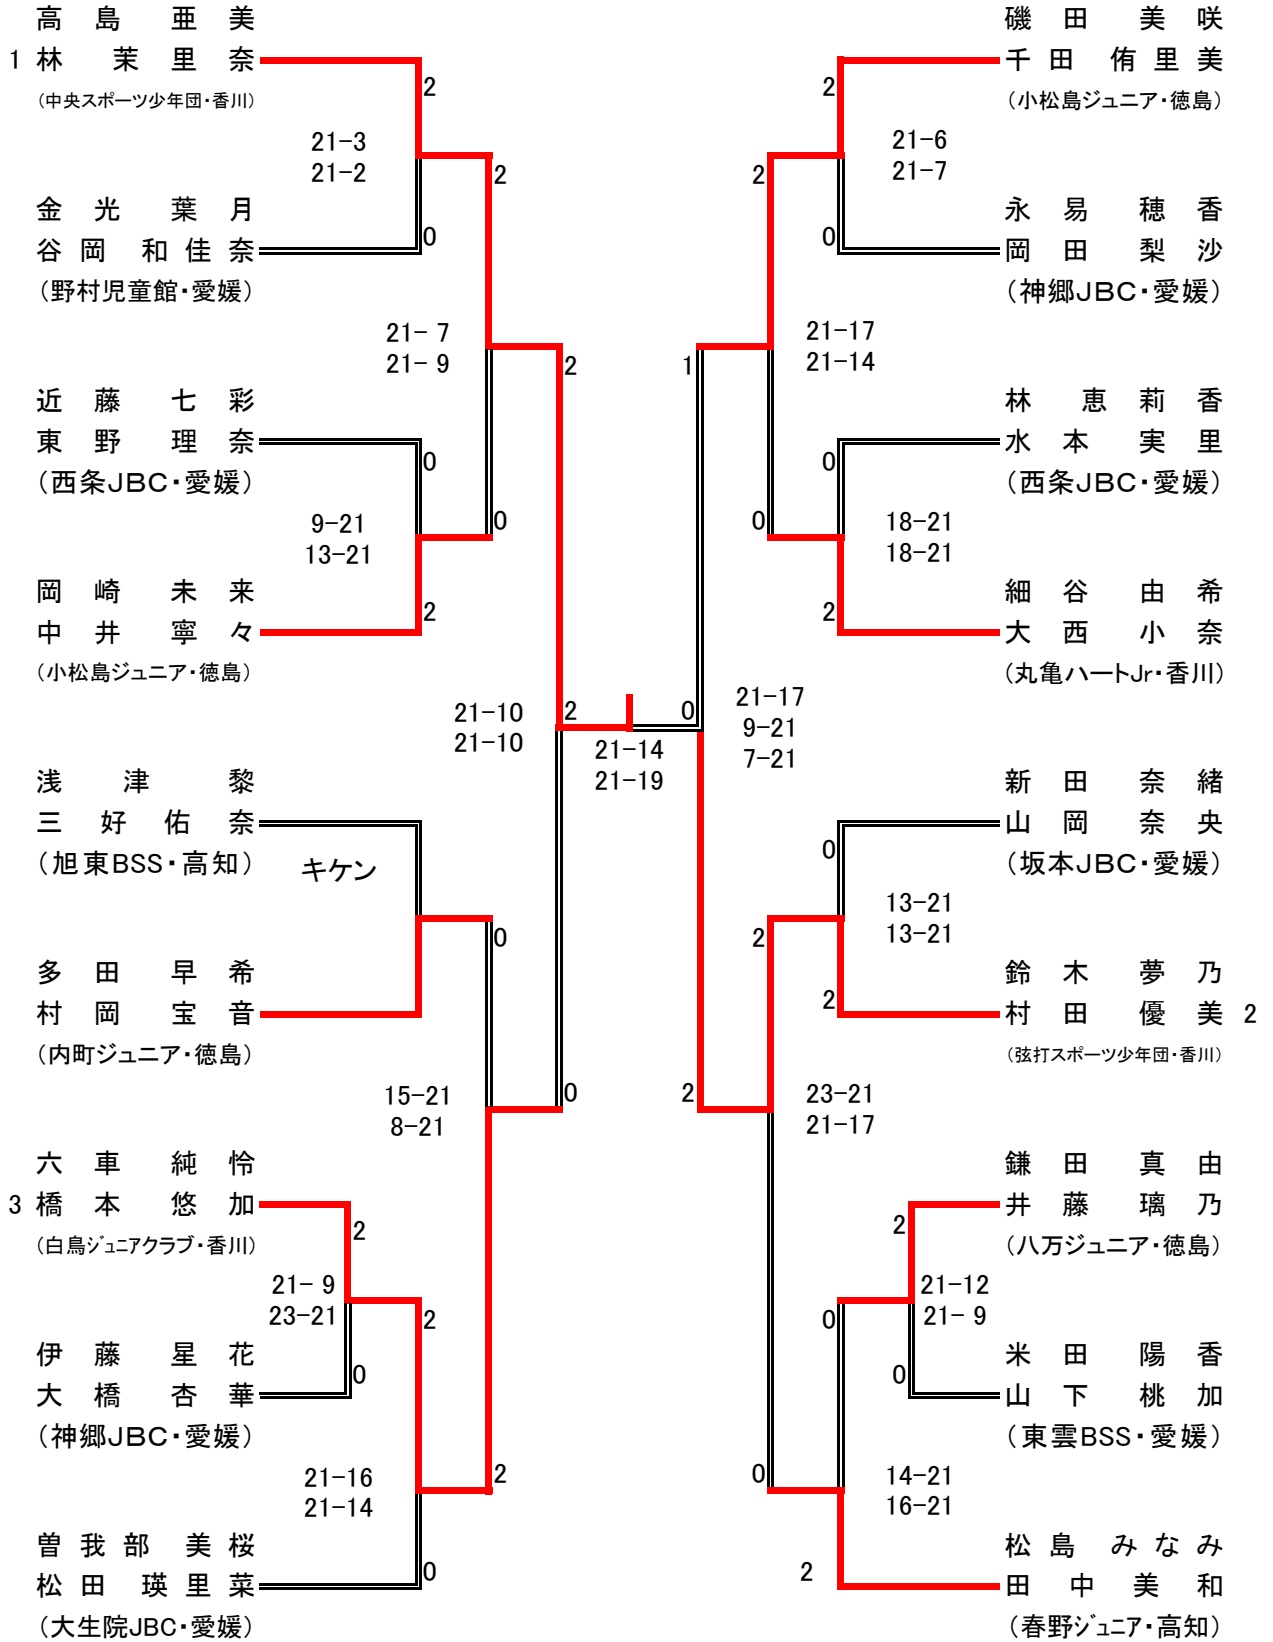 高島 亜美
1 林 茉里奈
（中央スポーツ少年団・香川）
2
21-3
21-2
2
金光 葉月
谷岡 和佳奈
0
（野村児童館・愛媛）
21- 7
21- 9
2
近藤 七彩
東野 理奈
0
（西条JBC・愛媛）
9-21
13-21
0
岡崎 未来
中井 寧々
2
（小松島ジュニア・徳島）
21-10
21-10
2
浅津 黎
三好 佑奈
（旭東BSS・高知）
キケン
0
多田 早希
村岡 宝音
（内町ジュニア・徳島）
15-21
8-21
0
六車 純怜
3 橋本 悠加
2
（白鳥ジュニアクラブ・香川）
21- 9
23-21
2
伊藤 星花
大橋 杏華
0
（神郷JBC・愛媛）
21-16
21-14
2
曽我部 美桜
松田 瑛里菜
0
（大生院JBC・愛媛）
21-14
21-19
磯田 美咲
千田 侑里美
（小松島ジュニア・徳島）
2
21-6
21-7
2
永易 穂香
岡田 梨沙
0
（神郷JBC・愛媛）
21-17
21-14
1
林 恵莉香
水本 実里
0
（西条JBC・愛媛）
18-21
18-21
0
細谷 由希
大西 小奈
2
（丸亀ハートJr・香川）
0
21-17
9-21
7-21
新田 奈緒
山岡 奈央
0
（坂本JBC・愛媛）
13-21
13-21
2
鈴木 夢乃
村田 優美 2
2
（弦打スポーツ少年団・香川）
2
23-21
21-17
鎌田 真由
井藤 璃乃
2
（八万ジュニア・徳島）
21-12
21- 9
0
米田 陽香
山下 桃加
0
（東雲BSS・愛媛）
0
14-21
16-21
松島 みなみ
田中 美和
2
（春野ジュニア・高知）